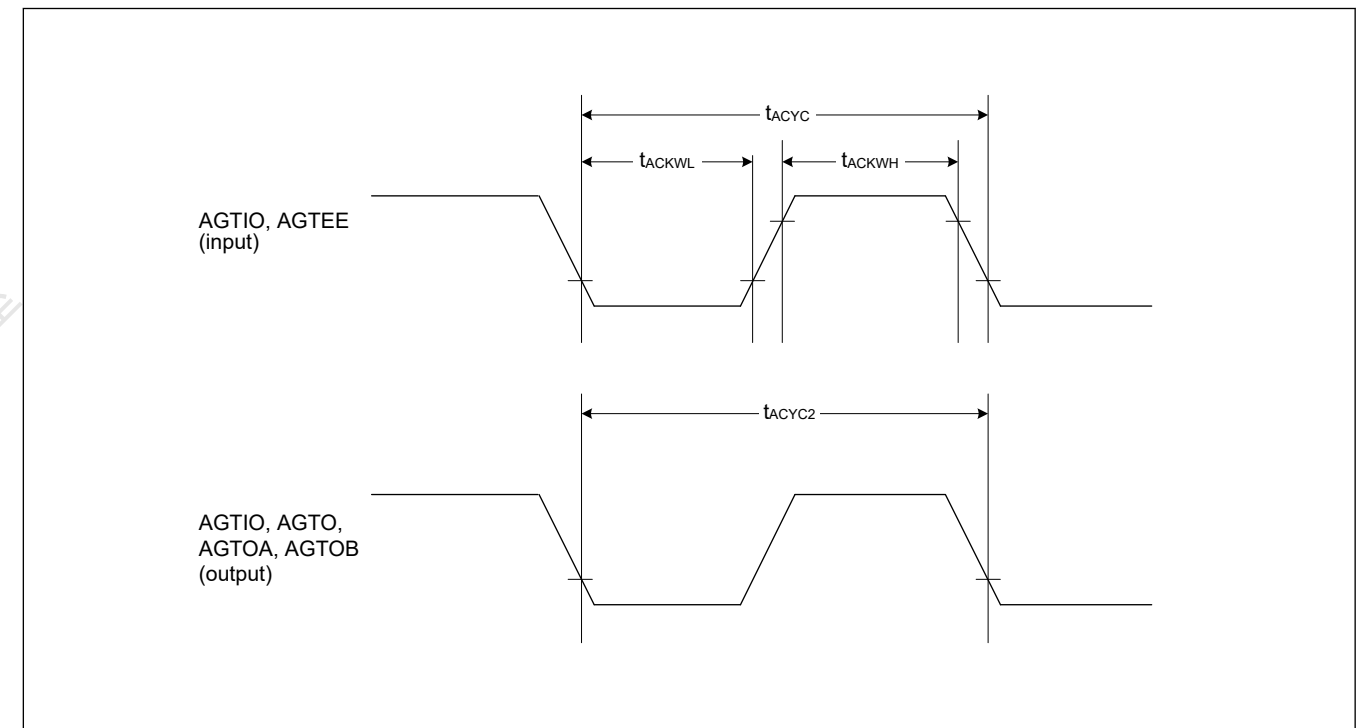 tACYC
tACKWL
tACKWH
AGTIO, AGTEE
(input)
tACYC2
AGTIO, AGTO,
AGTOA, AGTOB
(output)